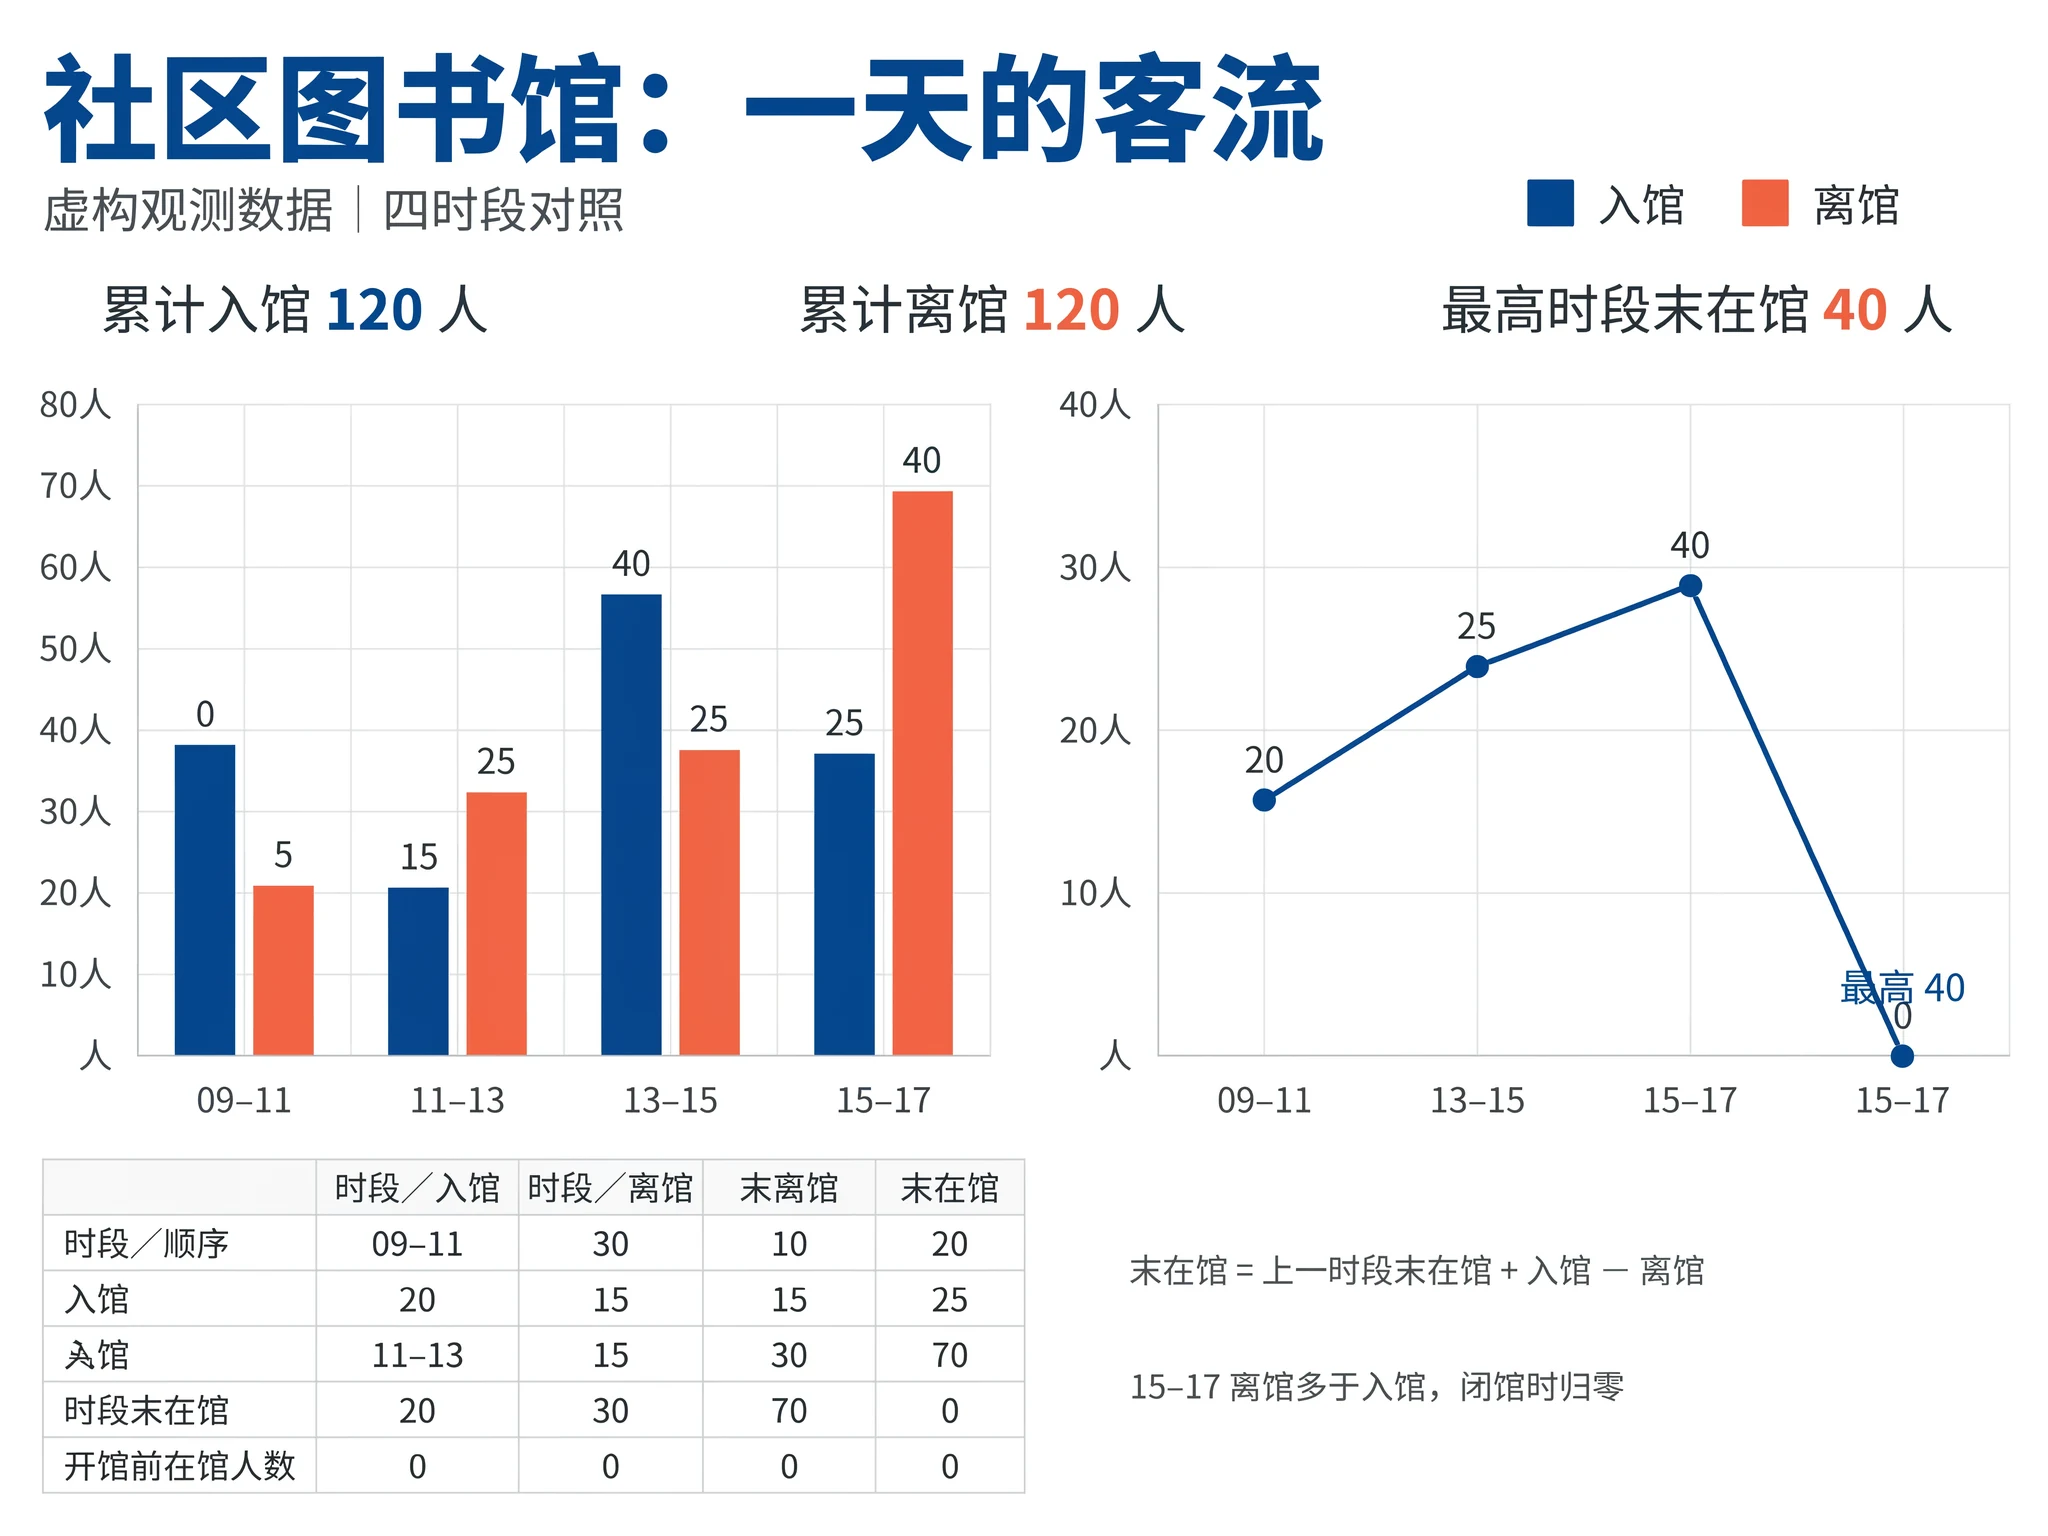 社区图书馆：一天的客流
虚构观测数据｜四时段对照
入馆 离馆
累计入馆 120 人
累计离馆 120 人
最高时段末在馆 40 人
80人
70人
60人
50人
40人
30人
20人
10人
人
0
5
15
25
40
25
25
40
09–11 11–13 13–15 15–17
40人
30人
20人
10人
人
20
25
40
最高 40
0
09–11 13–15 15–17 15–17
时段／入馆 时段／离馆 末离馆 末在馆
时段／顺序 09–11 30 10 20
入馆 20 15 15 25
馆 11–13 15 30 70
时段末在馆 20 30 70 0
开馆前在馆人数 0 0 0 0
末在馆 = 上一时段末在馆 + 入馆 － 离馆
15–17 离馆多于入馆，闭馆时归零